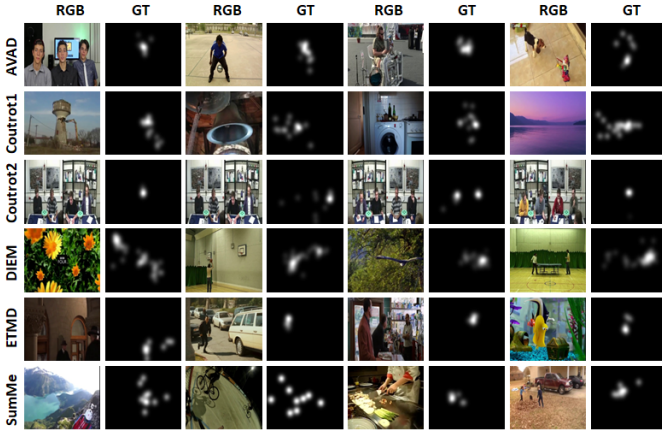 RGB GT RGB GT RGB GT RGB GT
AVAD
Coutrot1
Coutrot2
DIEM
ETMD
SumMe